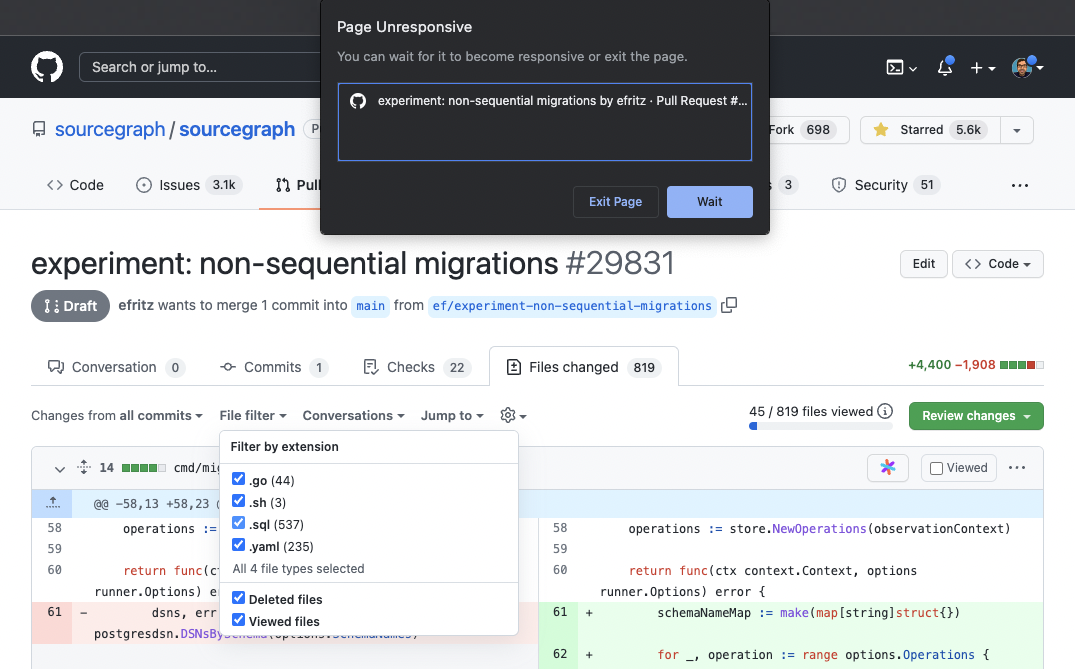 Page Unresponsive
You can wait for it to become responsive or exit the page.
experiment: non-sequential migrations by efritz · Pull Request #...
Exit Page Wait
Search or jump to...
sourcegraph / sourcegraph P
Fork 698 Starred 5.6k
Code Issues 3.1k Pull s 3 Security 51 ...
experiment: non-sequential migrations #29831
Edit <> Code
Draft efritz wants to merge 1 commit into main from ef/experiment-non-sequential-migrations
Conversation 0 Commits 1 Checks 22 Files changed 819
+4,400 −1,908
Changes from all commits File filter Conversations Jump to
45 / 819 files viewed Review changes
Filter by extension
.go (44)
.sh (3)
.sql (537)
.yaml (235)
All 4 file types selected
Deleted files
Viewed files
14 cmd/mig Viewed ...
@@ -58,13 +58,23 @
58 operations := 58 operations := store.NewOperations(observationContext)
59 59
60 return func(ct 60 return func(ctx context.Context, options
runner.Options) er runner.Options) error {
61 - dsns, err 61 + schemaNameMap := make(map[string]struct{})
postgresdsn.DSNsBySchema(options.SchemaNames)
62 + for _, operation := range options.Operations {